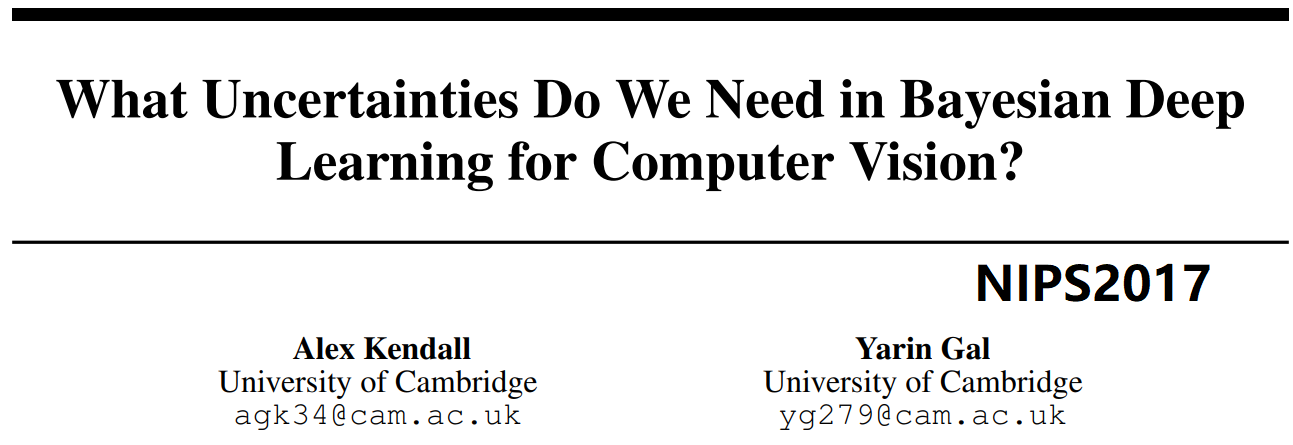 What Uncertainties Do We Need in Bayesian Deep
Learning for Computer Vision?
NIPS2017
Alex Kendall
University of Cambridge
agk34@cam.ac.uk
Yarin Gal
University of Cambridge
yg279@cam.ac.uk